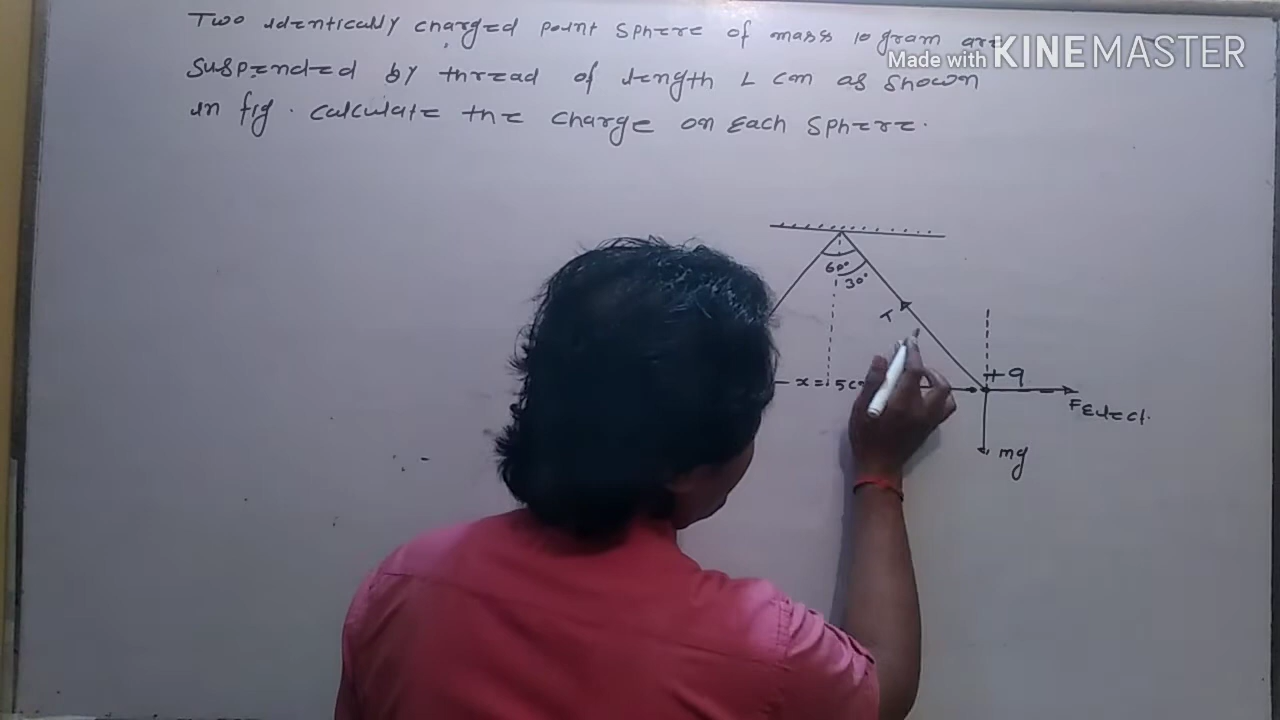 Two identically charged point sphere of mass 10 gram are
Made with KINEMASTER
suspended by thread of length L cm as shown
in fig. calculate the charge on each sphere.
60°
30°
T
+q
x = 5c
FElect.
mg